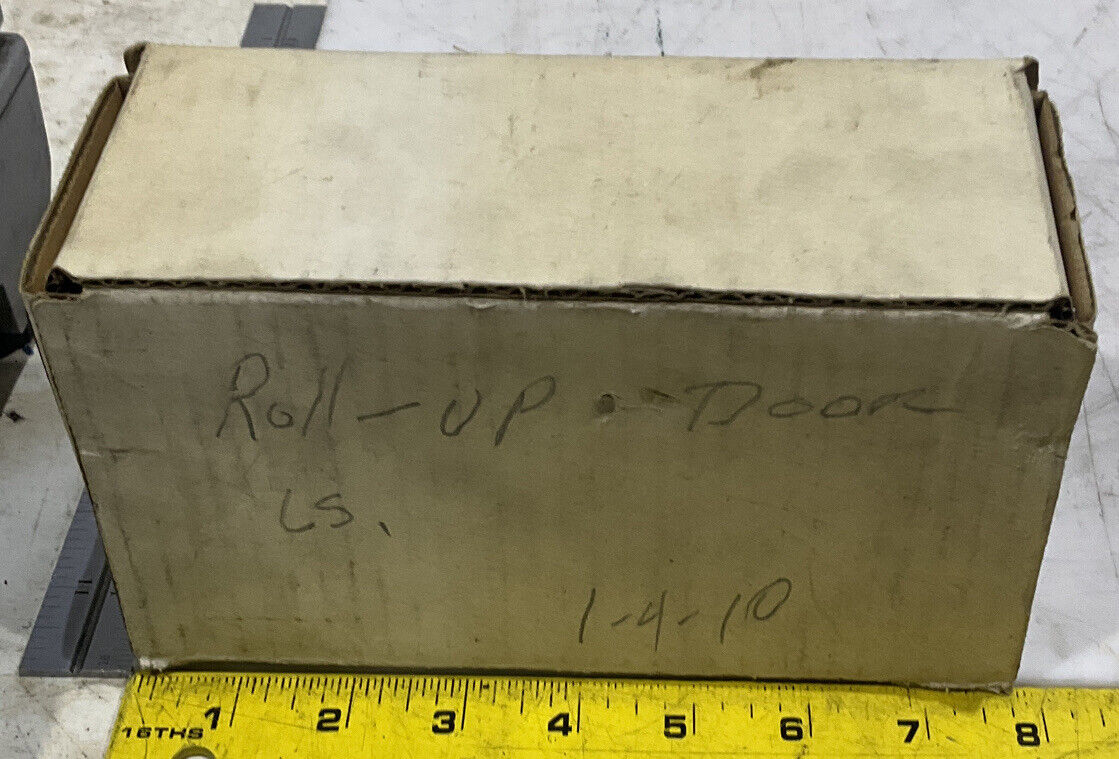 Roll-UP - Door
LS.
1-4-10
16THS 1 2 3 4 5 6 7 8